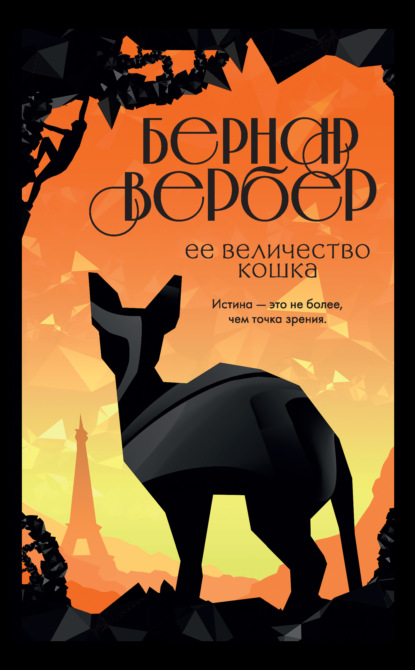 БЕРНАР
ВЕРБЕР
ее величество
кошка
Истина — это не более,
чем точка зрения.